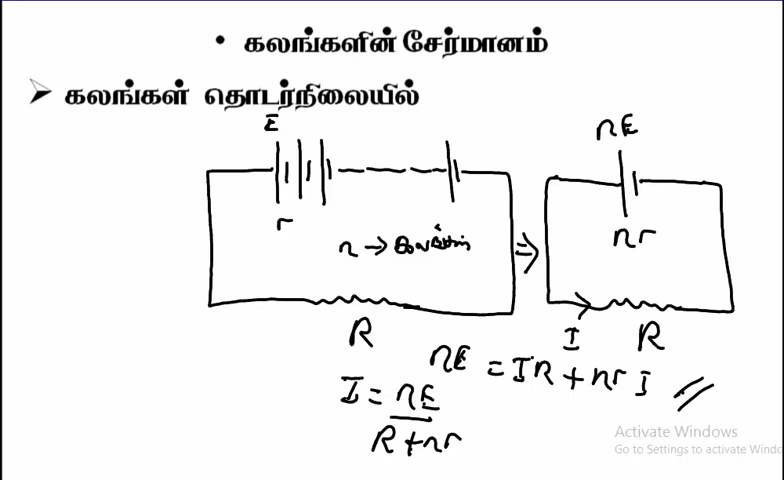 • கலங்களின் சேர்மானம்
➢ கலங்கள் தொடர்நிலையில்
E
nE
r
n → கலங்கள்
⇒
nr
R
I
R
nE = IR + nr I //
I = nE
R + nr
Activate Windows
Go to Settings to activate Windo